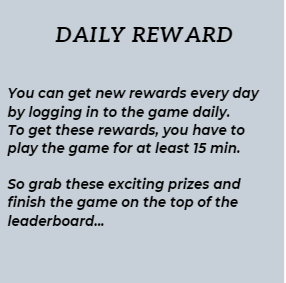 DAILY REWARD
You can get new rewards every day
by logging in to the game daily.
To get these rewards, you have to
play the game for at least 15 min.
So grab these exciting prizes and
finish the game on the top of the
leaderboard...